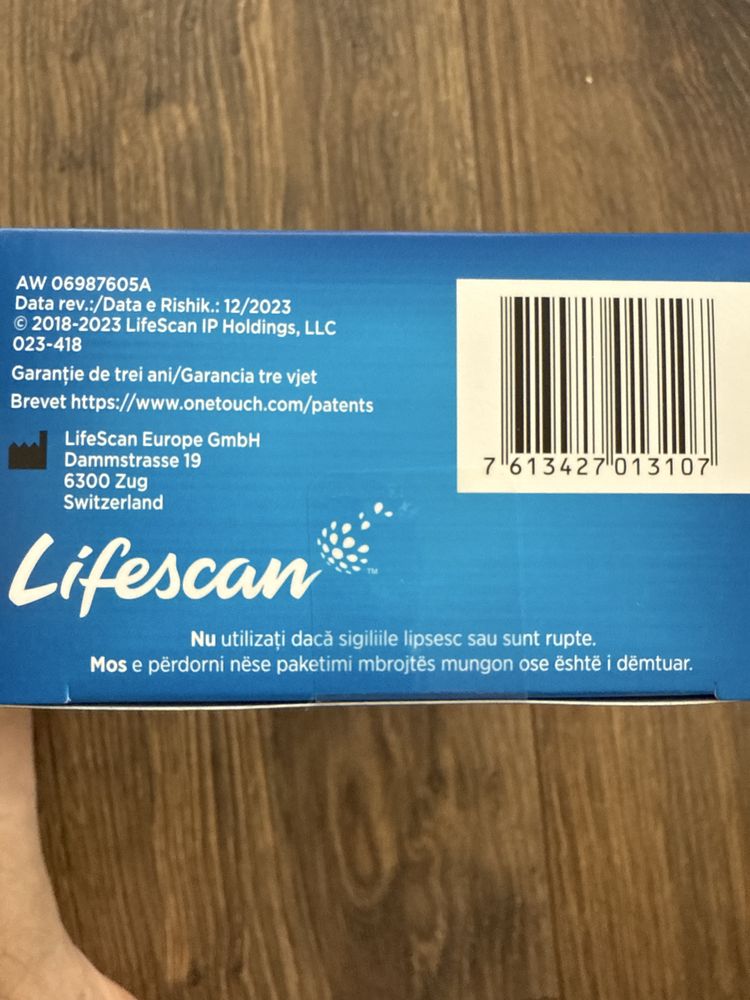 AW 06987605A
Data rev.:/Data e Rishik.: 12/2023
© 2018-2023 LifeScan IP Holdings, LLC
023-418
Garanție de trei ani/Garancia tre vjet
Brevet https://www.onetouch.com/patents
LifeScan Europe GmbH
Dammstrasse 19
6300 Zug
Switzerland
7 613427 013107
Lifescan™
Nu utilizați dacă sigiliile lipsesc sau sunt rupte.
Mos e përdorni nëse paketimi mbrojtës mungon ose është i dëmtuar.